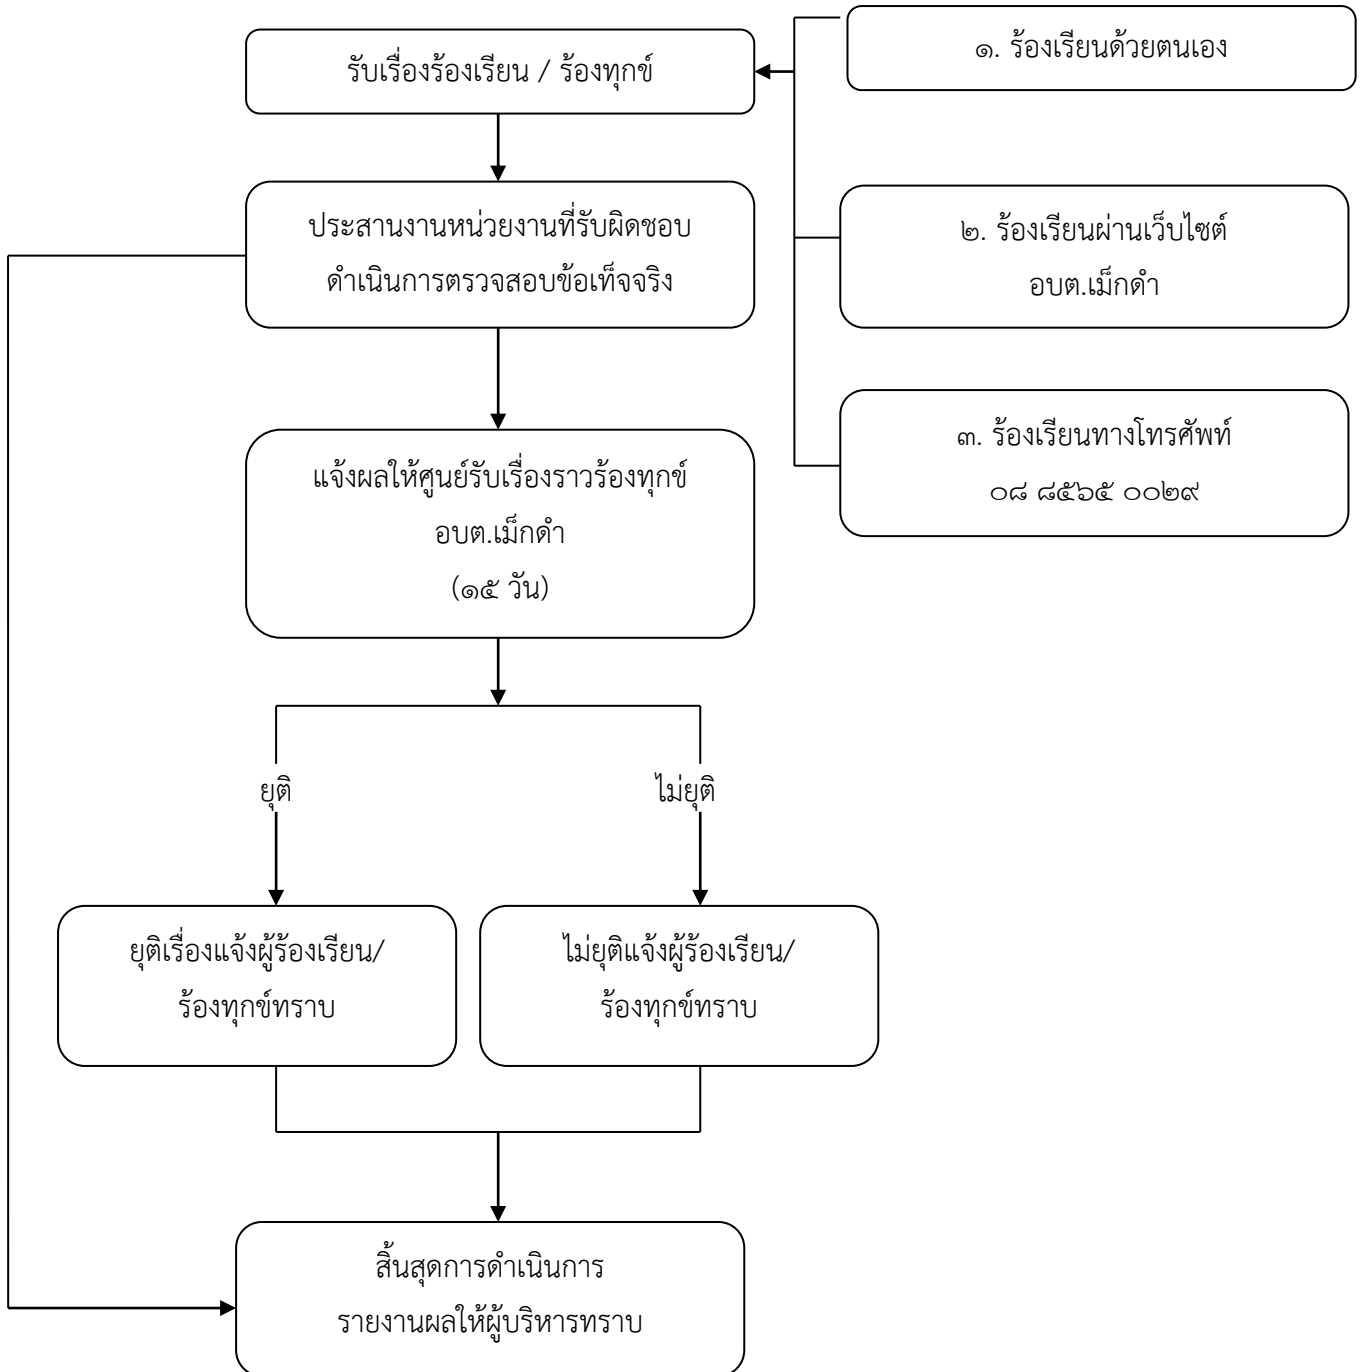 รับเรื่องร้องเรียน / ร้องทุกข์
๑. ร้องเรียนด้วยตนเอง
ประสานงานหน่วยงานที่รับผิดชอบ
ดำเนินการตรวจสอบข้อเท็จจริง
๒. ร้องเรียนผ่านเว็บไซต์
อบต.เม็กดำ
๓. ร้องเรียนทางโทรศัพท์
๐๘ ๘๕๖๕ ๐๐๒๙
แจ้งผลให้ศูนย์รับเรื่องราวร้องทุกข์
อบต.เม็กดำ
(๑๕ วัน)
ยุติ
ไม่ยุติ
ยุติเรื่องแจ้งผู้ร้องเรียน/
ร้องทุกข์ทราบ
ไม่ยุติแจ้งผู้ร้องเรียน/
ร้องทุกข์ทราบ
สิ้นสุดการดำเนินการ
รายงานผลให้ผู้บริหารทราบ